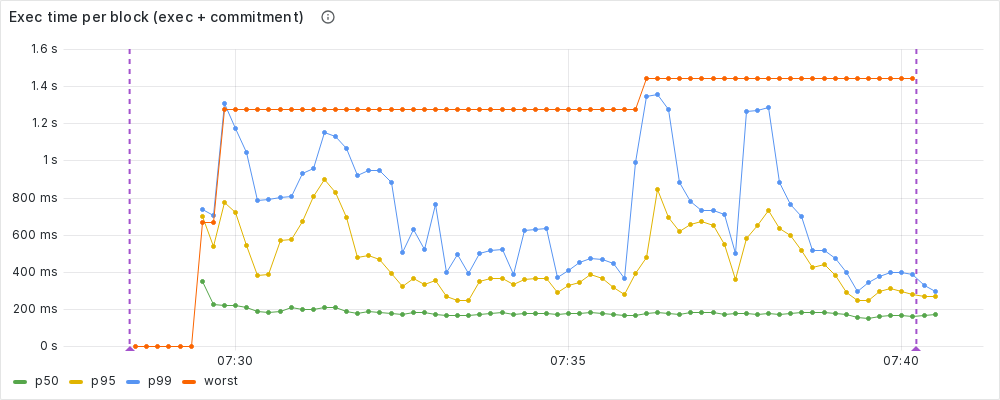 Exec time per block (exec + commitment)
1.6 s
1.4 s
1.2 s
1 s
800 ms
600 ms
400 ms
200 ms
0 s
07:30 07:35 07:40
p50 p95 p99 worst